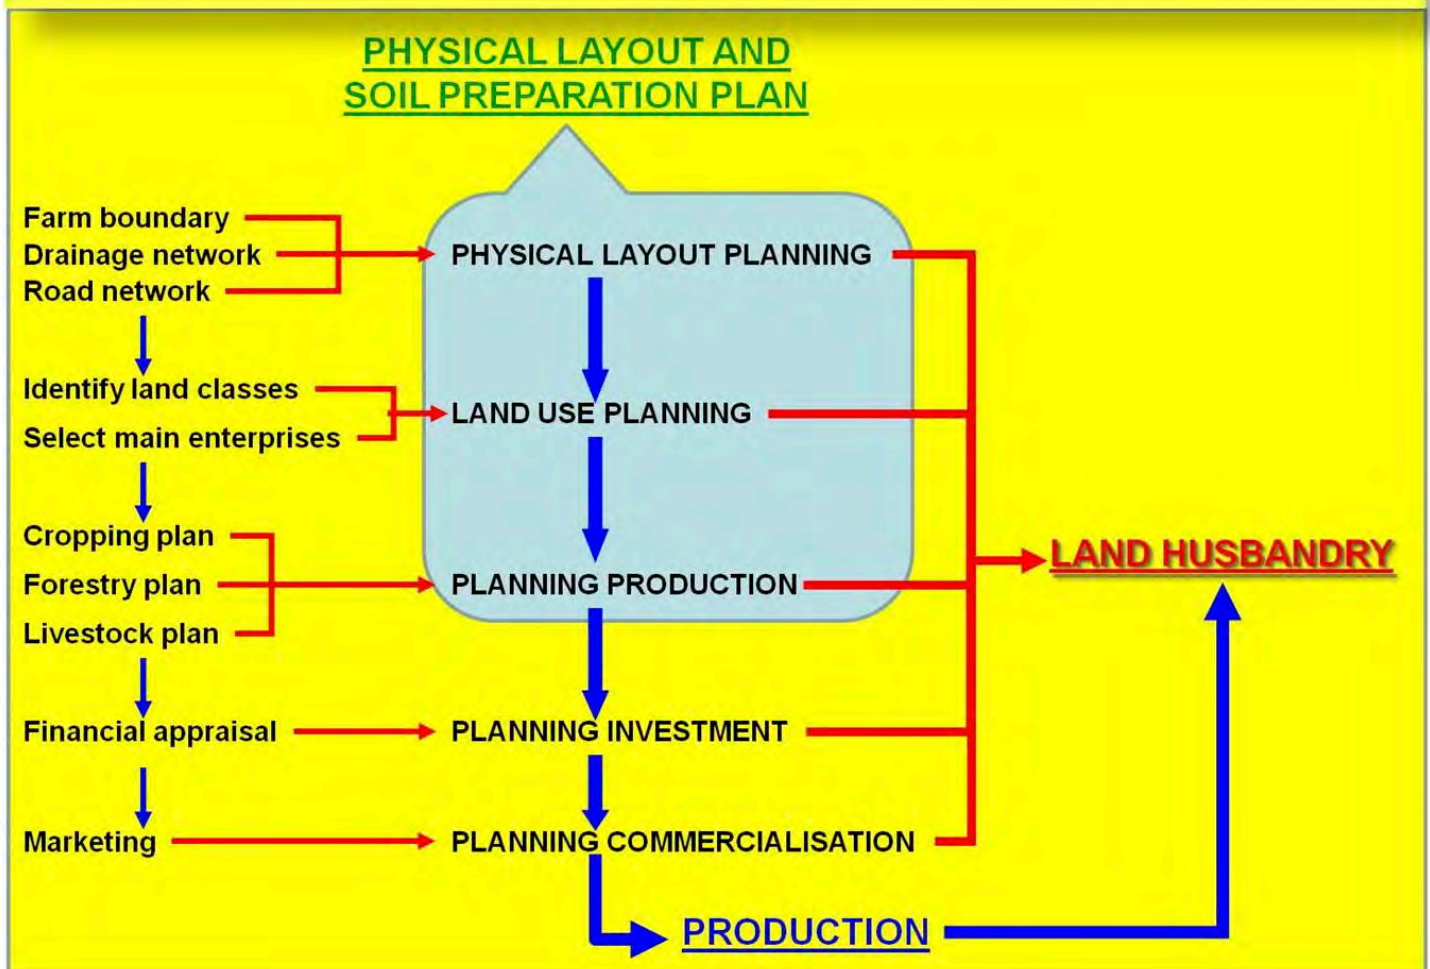 PHYSICAL LAYOUT AND
SOIL PREPARATION PLAN
Farm boundary
Drainage network
Road network
PHYSICAL LAYOUT PLANNING
Identify land classes
Select main enterprises
LAND USE PLANNING
Cropping plan
Forestry plan
Livestock plan
PLANNING PRODUCTION
LAND HUSBANDRY
Financial appraisal
PLANNING INVESTMENT
Marketing
PLANNING COMMERCIALISATION
PRODUCTION